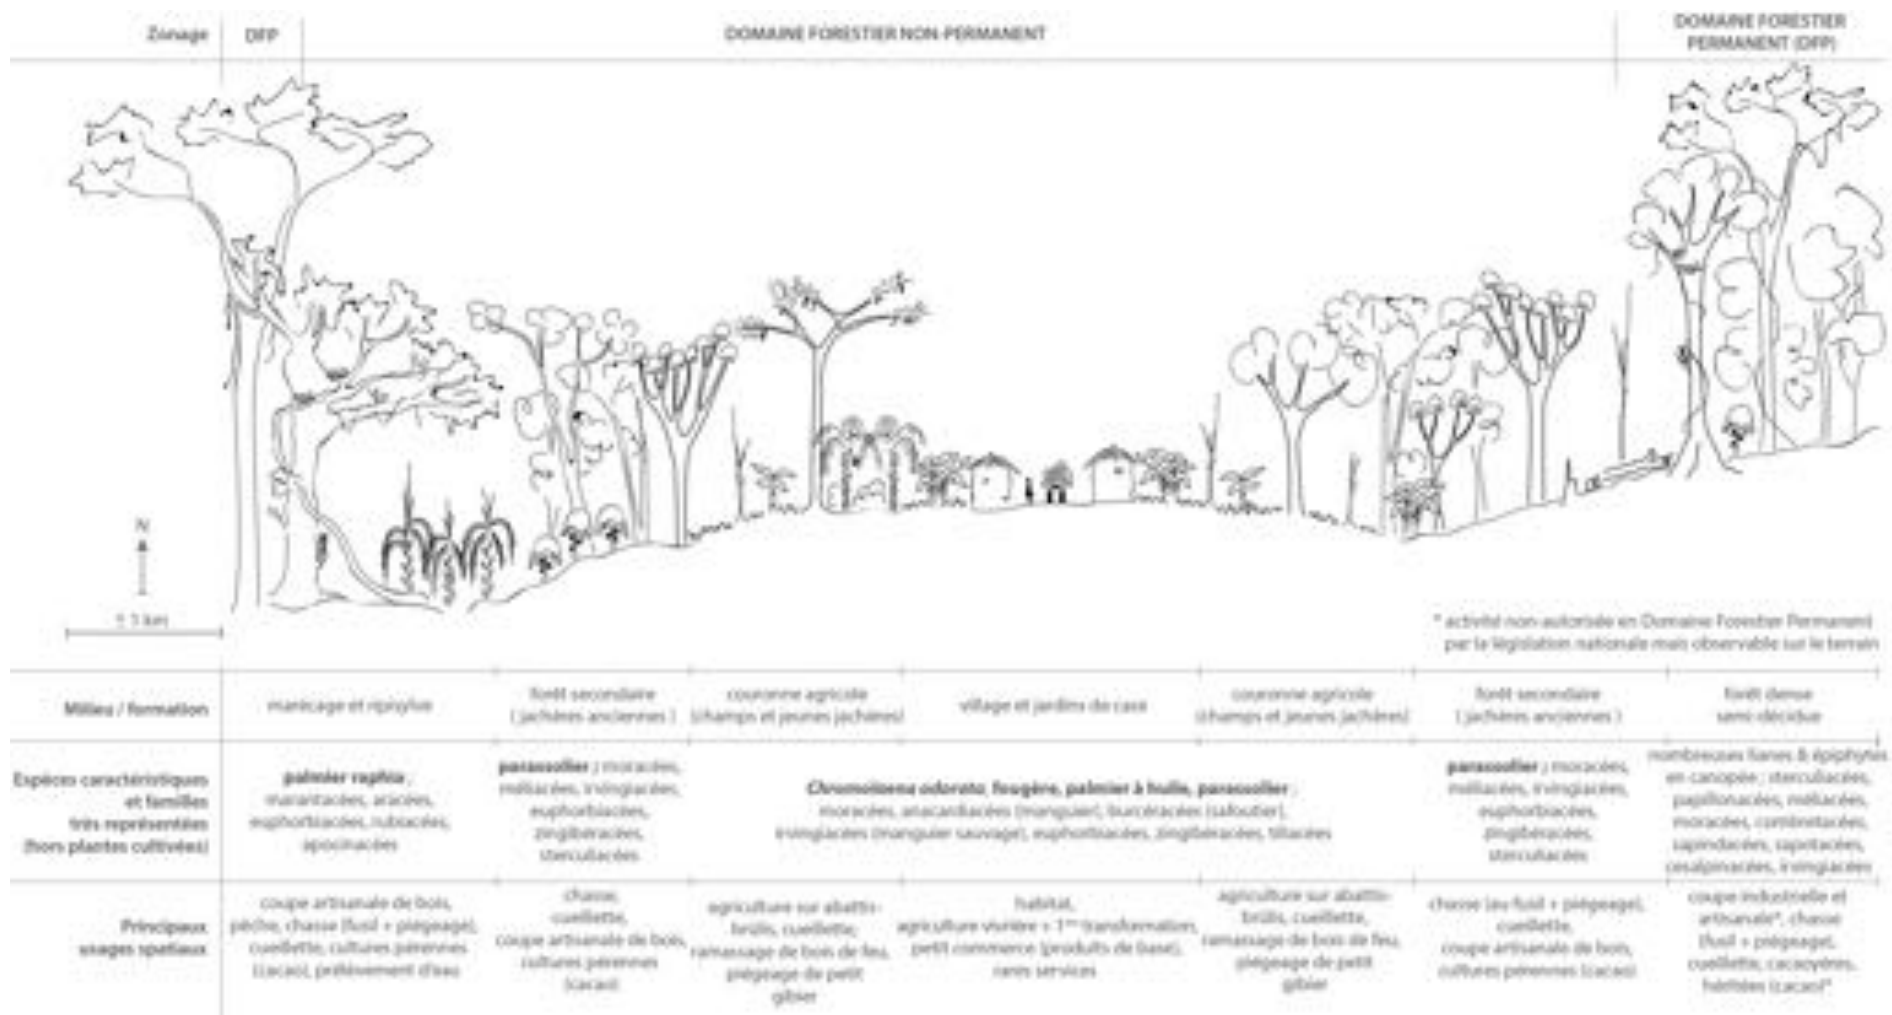 Zonage
DFP
DOMAINE FORESTIER NON-PERMANENT
DOMAINE FORESTIER
PERMANENT (DFP)
N
± 1 km
* activité non-autorisée en Domaine Forestier Permanent
par la législation nationale mais observable sur le terrain
Milieu / formation
marécage et ripisylve
forêt secondaire
( jachères anciennes )
couronne agricole
(champs et jeunes jachères)
village et jardins de case
couronne agricole
(champs et jeunes jachères)
forêt secondaire
( jachères anciennes )
forêt dense
semi-décidue
Espèces caractéristiques
et familles
très représentées
(hors plantes cultivées)
palmier raphia ;
marantacées, aracées,
euphorbiacées, rubiacées,
apocinacées
parassolier ; moracées,
méliacées, irvingiacées,
euphorbiacées,
zingibéracées,
sterculiacées
Chromolaena odorata, fougère, palmier à huile, parassolier ;
moracées, anacardiacées (manguier), burcéracées (safoutier),
irvingiacées (manguier sauvage), euphorbiacées, zingibéracées, tiliacées
parassolier ; moracées,
méliacées, irvingiacées,
euphorbiacées,
zingibéracées,
sterculiacées
nombreuses lianes & épiphytes
en canopée ; sterculiacées,
papilionacées, méliacées,
moracées, combrétacées,
sapindacées, sapotacées,
cesalpinacées, irvingiacées
Principaux
usages spatiaux
coupe artisanale de bois,
pêche, chasse (fusil + piégeage),
cueillette, cultures pérennes
(cacao), prélèvement d'eau
chasse,
cueillette,
coupe artisanale de bois,
cultures pérennes
(cacao)
agriculture sur abattis-
brûlis, cueillette,
ramassage de bois de feu,
piégeage de petit
gibier
habitat,
agriculture vivrière + 1ère transformation,
petit commerce (produits de base),
rares services
agriculture sur abattis-
brûlis, cueillette,
ramassage de bois de feu,
piégeage de petit
gibier
chasse (au fusil + piégeage),
cueillette,
coupe artisanale de bois,
cultures pérennes (cacao)
coupe industrielle et
artisanale*, chasse
(fusil + piégeage),
cueillette, cacaoyères,
héritées (cacao)*